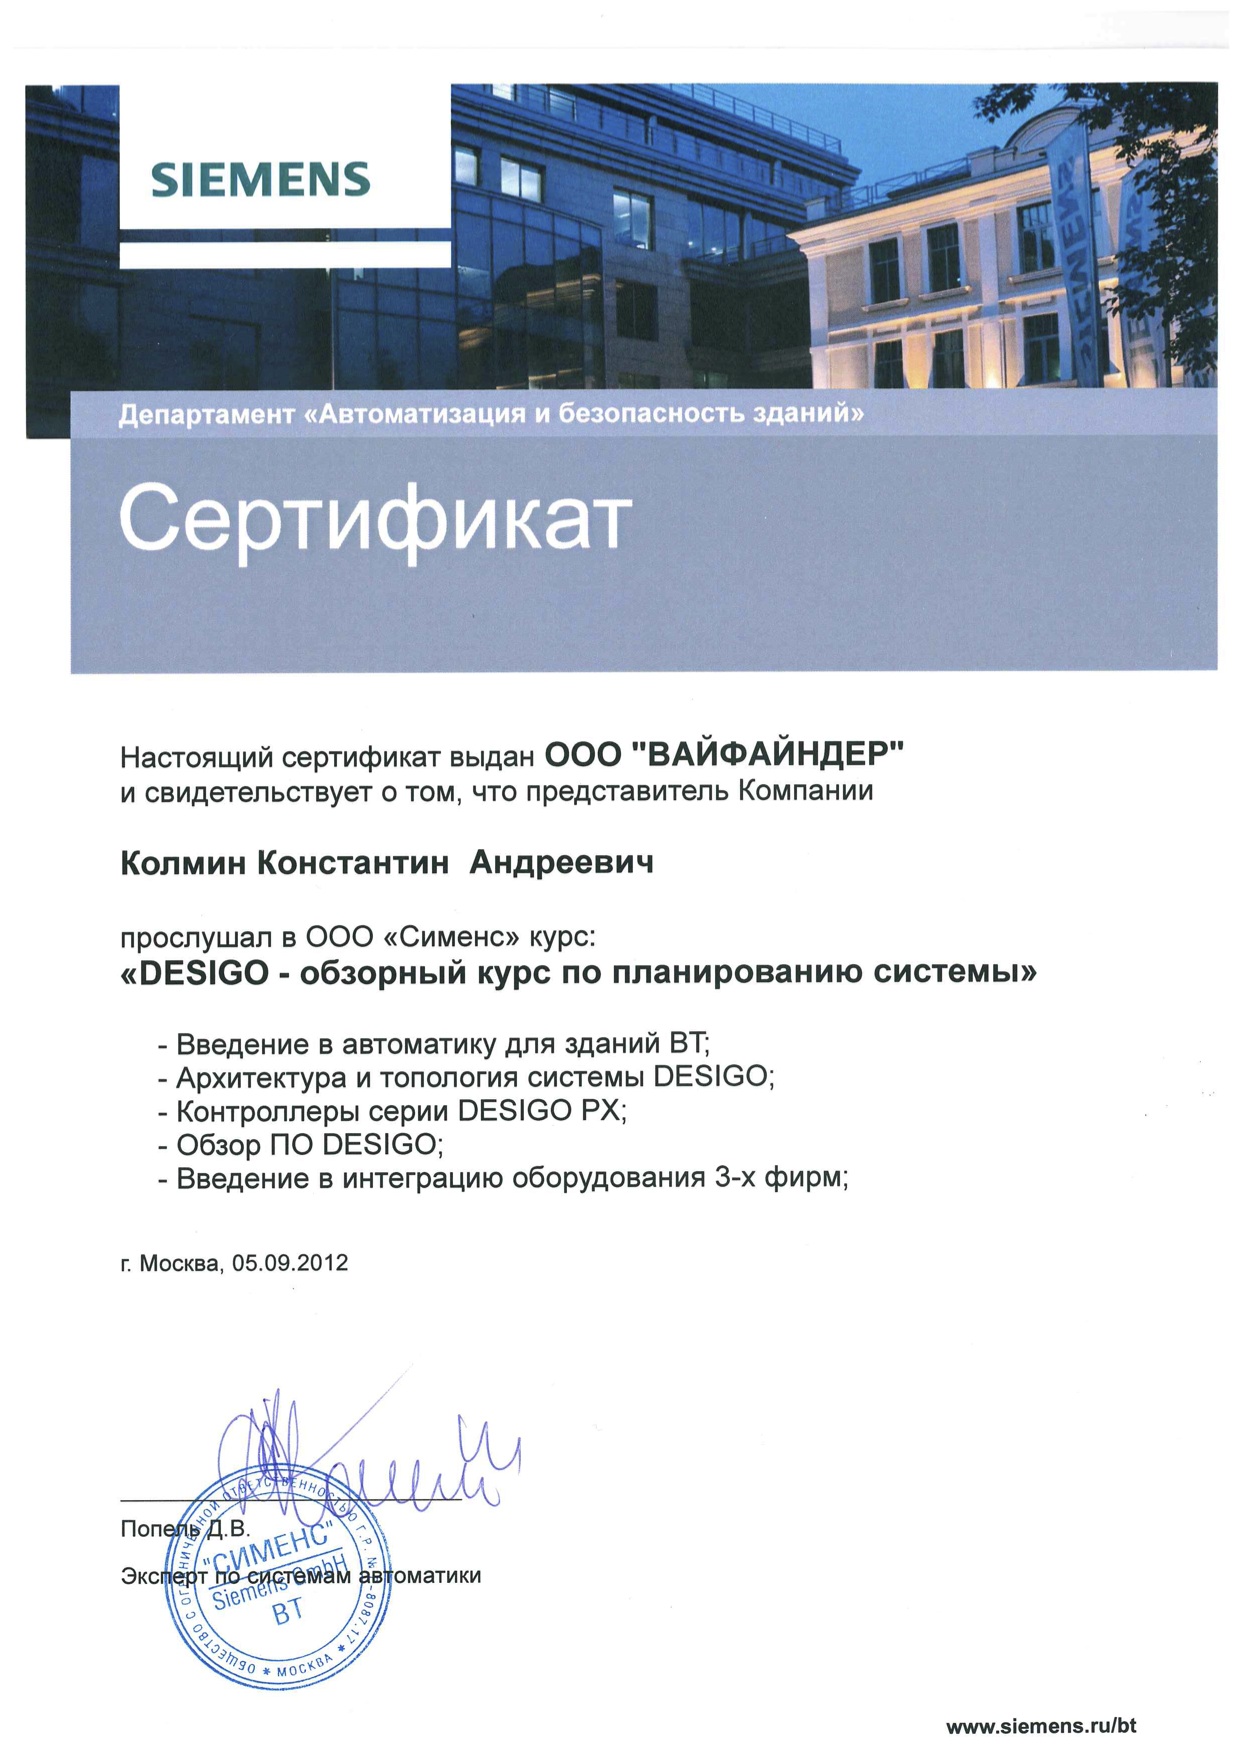 SIEMENS
SIEMENS
Департамент «Автоматизация и безопасность зданий»
Сертификат
Настоящий сертификат выдан ООО "ВАЙФАЙНДЕР"
и свидетельствует о том, что представитель Компании
Колмин Константин Андреевич
прослушал в ООО «Сименс» курс:
«DESIGO - обзорный курс по планированию системы»
- Введение в автоматику для зданий BT;
- Архитектура и топология системы DESIGO;
- Контроллеры серии DESIGO PX;
- Обзор ПО DESIGO;
- Введение в интеграцию оборудования 3-х фирм;
г. Москва, 05.09.2012
Попель Д.В.
Эксперт по системам автоматики
ОБЩЕСТВО С ОГРАНИЧЕННОЙ ОТВЕТСТВЕННОСТЬЮ Г.Р. 8087.17 * МОСКВА *
"СИМЕНС"
Siemens GmbH
BT
www.siemens.ru/bt